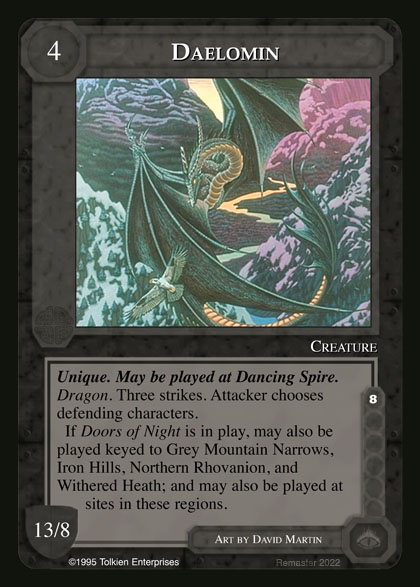 4
DAELOMIN
CREATURE
Unique. May be played at Dancing Spire.
Dragon. Three strikes. Attacker chooses
defending characters.
If Doors of Night is in play, may also be
played keyed to Grey Mountain Narrows,
Iron Hills, Northern Rhovanion, and
Withered Heath; and may also be played at
sites in these regions.
8
13/8
ART BY DAVID MARTIN
©1995 Tolkien Enterprises
Remaster 2022